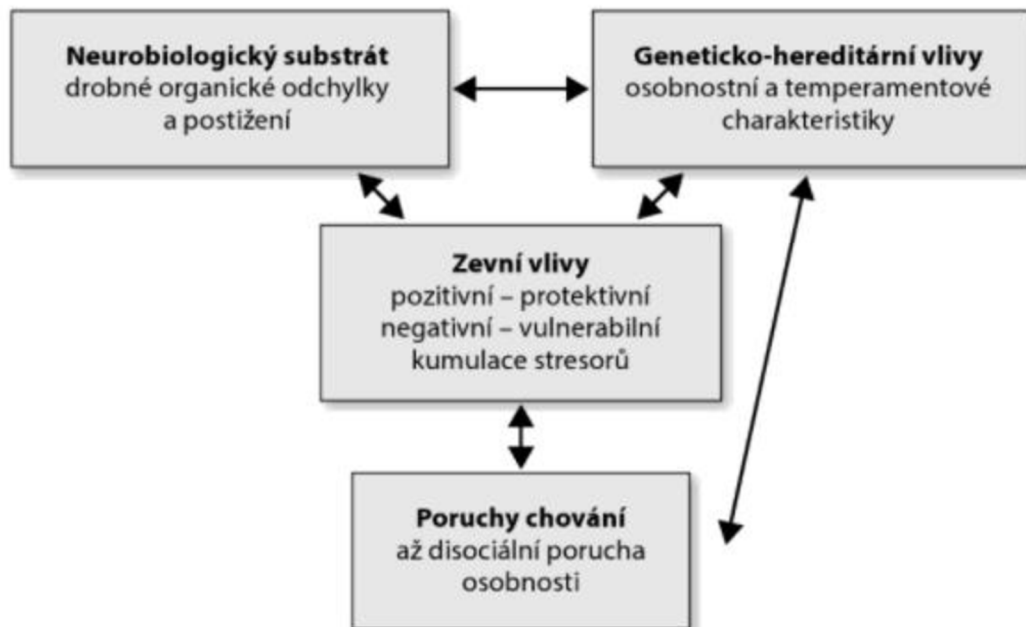 Neurobiologický substrát
drobné organické odchylky
a postižení
Geneticko-hereditární vlivy
osobnostní a temperamentové
charakteristiky
Zevní vlivy
pozitivní – protektivní
negativní – vulnerabilní
kumulace stresorů
Poruchy chování
až disociální porucha
osobnosti